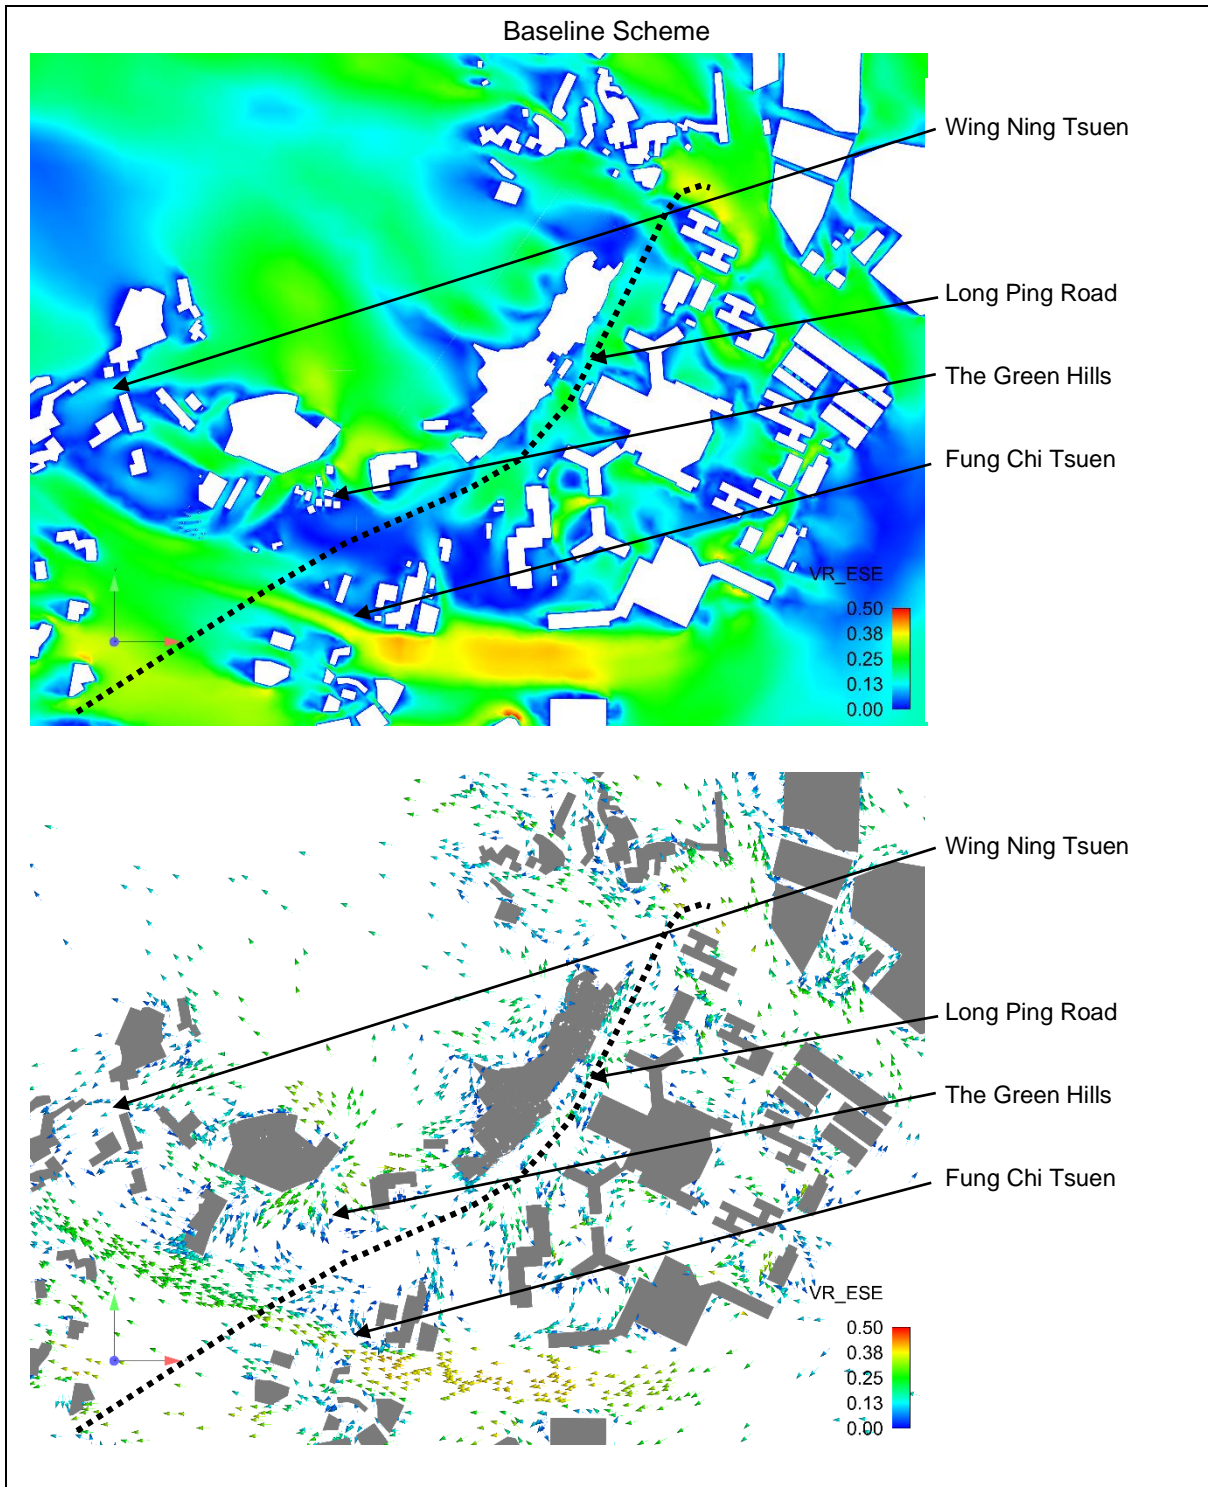 Baseline Scheme
Wing Ning Tsuen
Long Ping Road
The Green Hills
Fung Chi Tsuen
VR_ESE
0.50
0.38
0.25
0.13
0.00
Wing Ning Tsuen
Long Ping Road
The Green Hills
Fung Chi Tsuen
VR_ESE
0.50
0.38
0.25
0.13
0.00